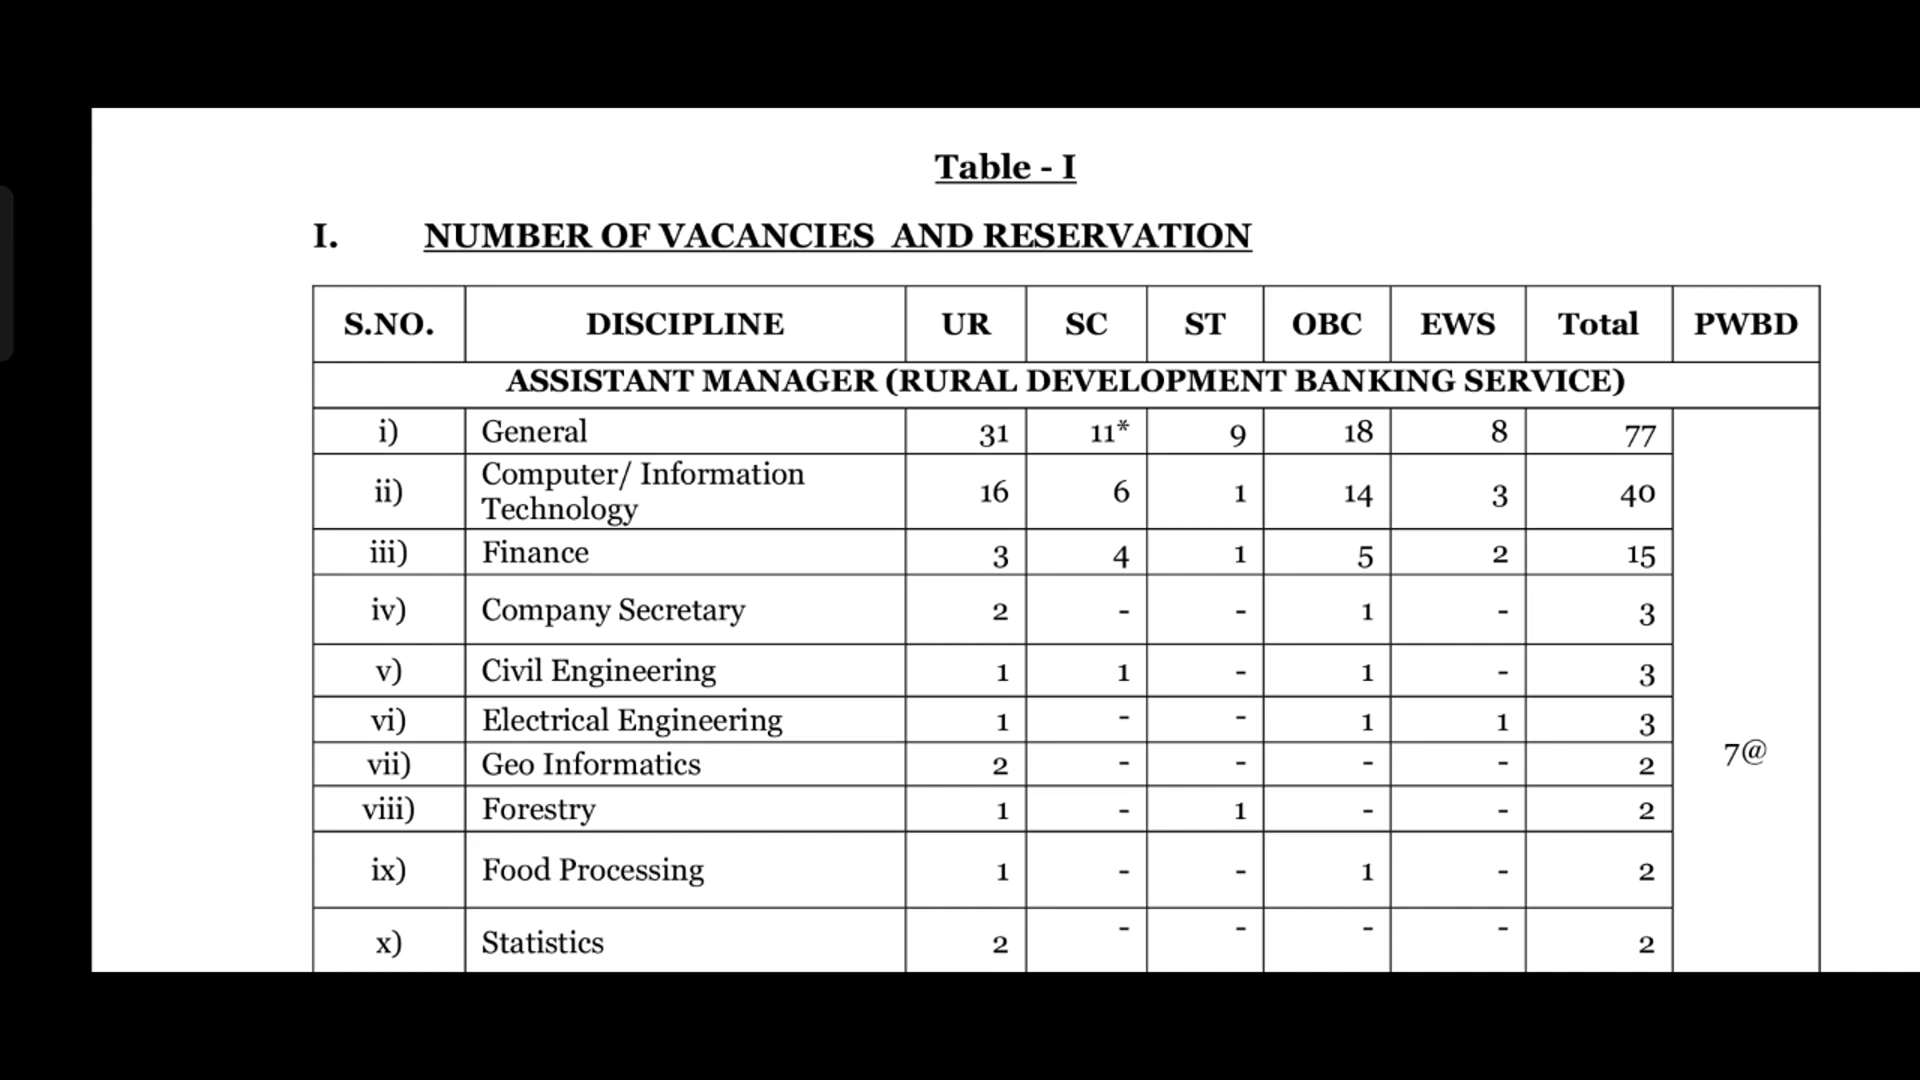 Table - I
I. NUMBER OF VACANCIES AND RESERVATION
S.NO. DISCIPLINE UR SC ST OBC EWS Total PWBD
ASSISTANT MANAGER (RURAL DEVELOPMENT BANKING SERVICE)
i) General 31 11* 9 18 8 77
ii) Computer/ Information
Technology 16 6 1 14 3 40
iii) Finance 3 4 1 5 2 15
iv) Company Secretary 2 - - 1 - 3
v) Civil Engineering 1 1 - 1 - 3
vi) Electrical Engineering 1 - - 1 1 3
vii) Geo Informatics 2 - - - - 2
7@
viii) Forestry 1 - 1 - - 2
ix) Food Processing 1 - - 1 - 2
x) Statistics 2 - - - - 2